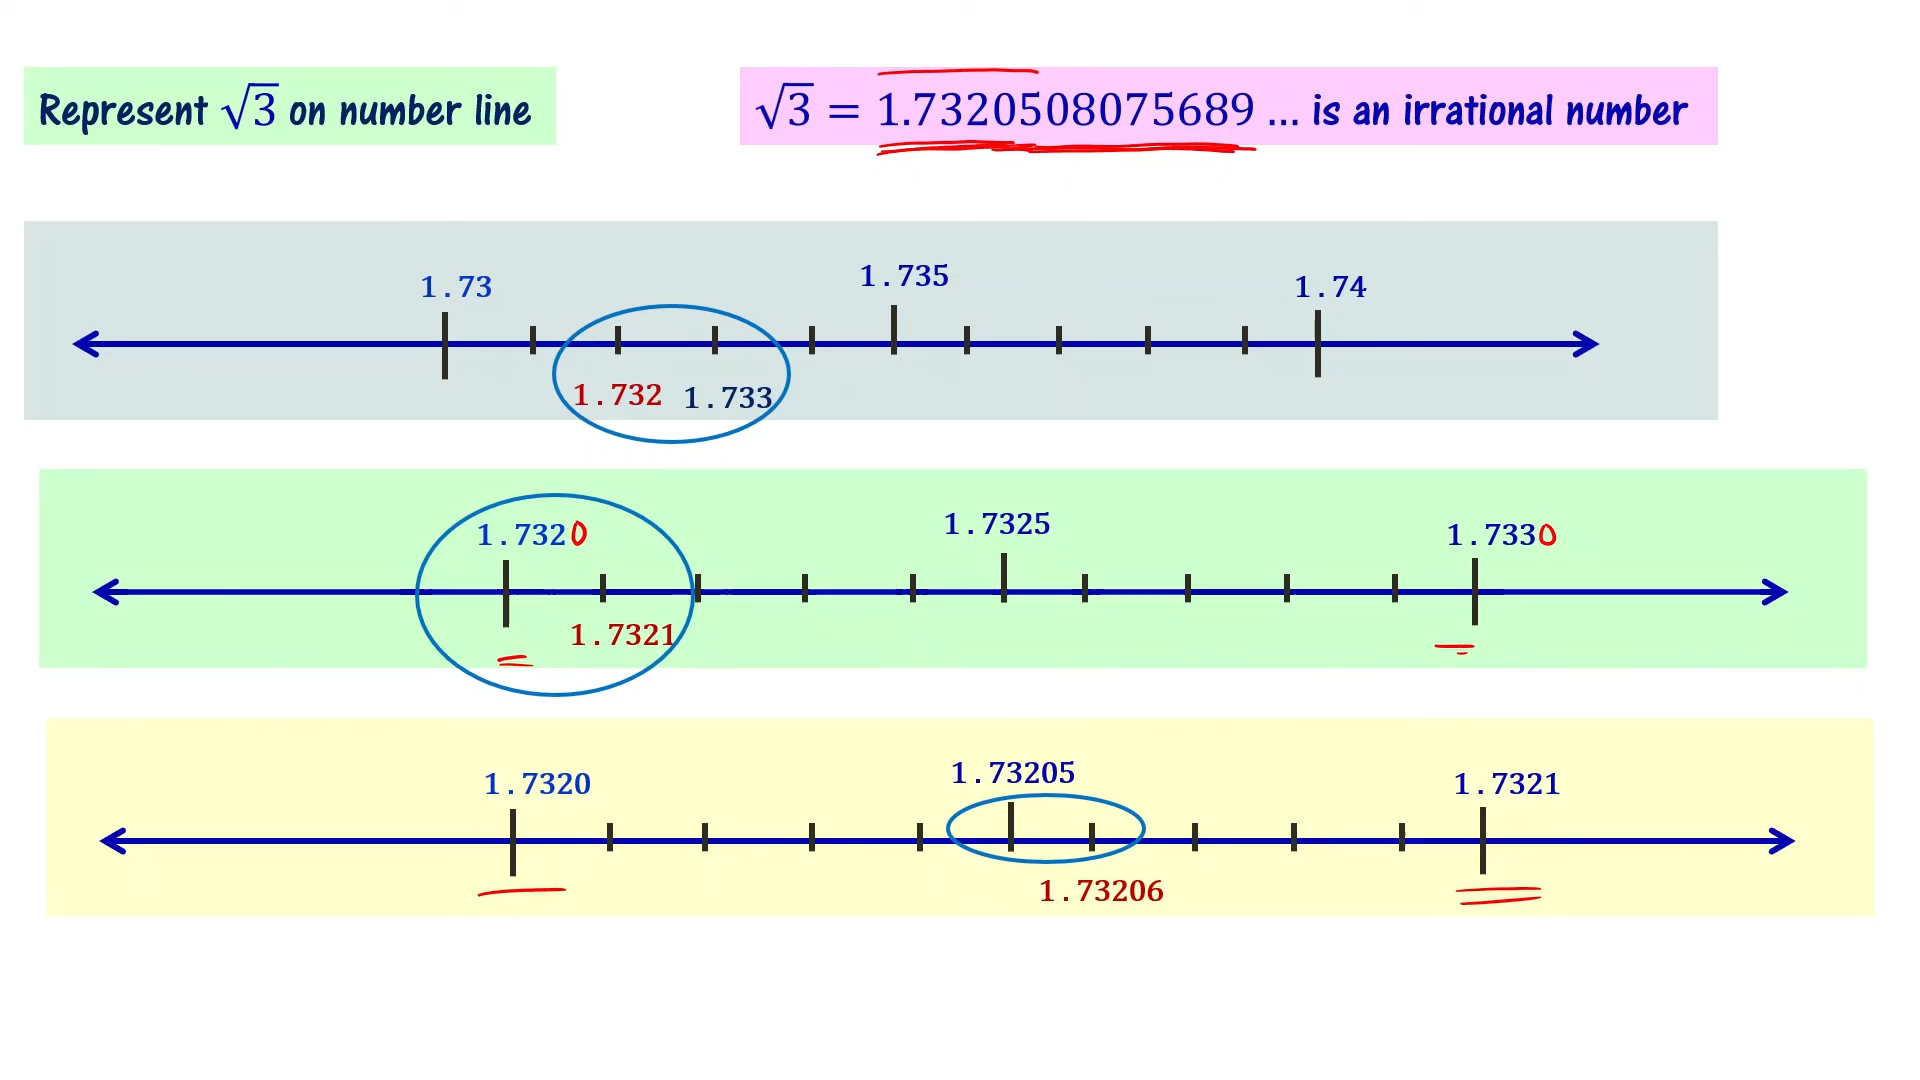 Represent √3 on number line
√3 = 1.7320508075689 ... is an irrational number
1.73 1.735 1.74
1.732 1.733
1.7320 1.7325 1.7330
1.7321
1.7320 1.73205 1.7321
1.73206